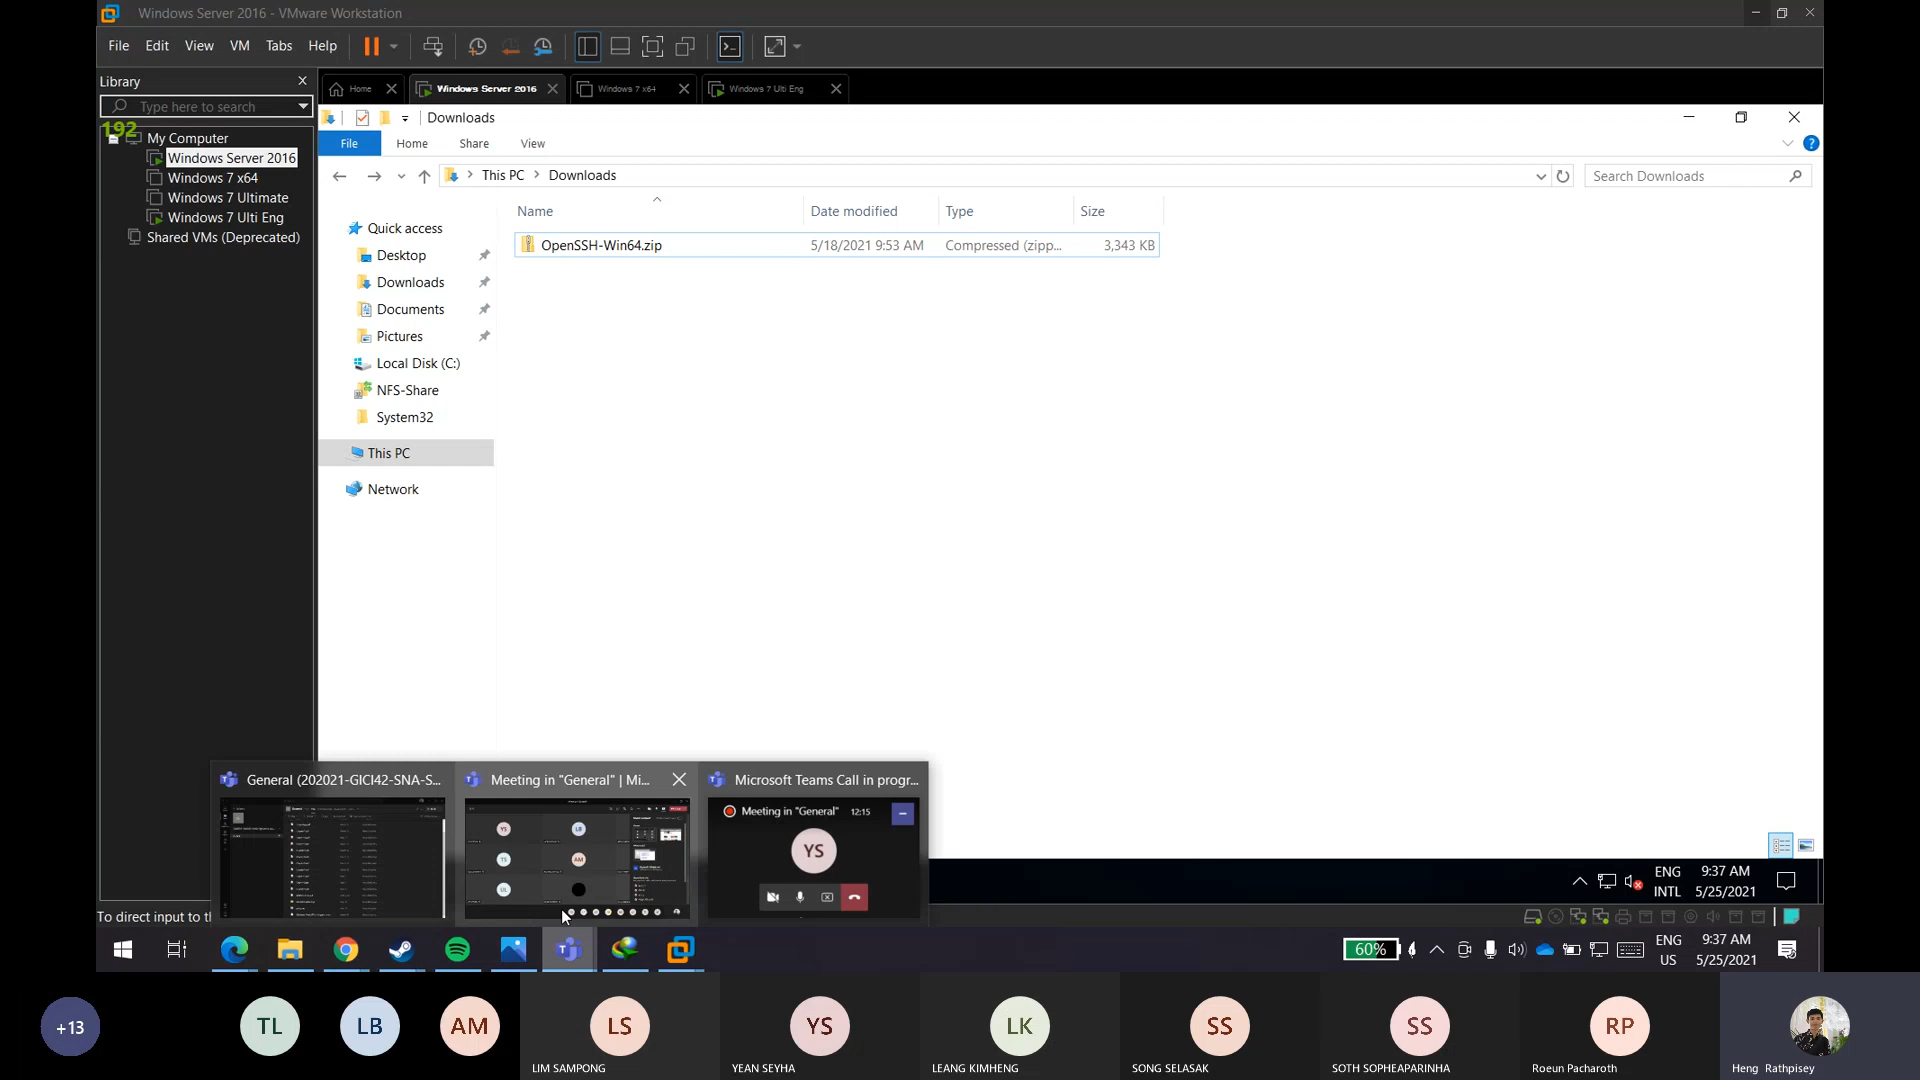 Windows Server 2016 - VMware Workstation
File Edit View VM Tabs Help
Library
Type here to search
192
My Computer
Windows Server 2016
Windows 7 x64
Windows 7 Ultimate
Windows 7 Ulti Eng
Shared VMs (Deprecated)
Home Windows Server 2016 Windows 7 x64 Windows 7 Ulti Eng
Downloads
File Home Share View
This PC Downloads
Search Downloads
Name Date modified Type Size
OpenSSH-Win64.zip 5/18/2021 9:53 AM Compressed (zipp... 3,343 KB
Quick access
Desktop
Downloads
Documents
Pictures
Local Disk (C:)
NFS-Share
System32
This PC
Network
General (202021-GICI42-SNA-S... Meeting in "General" | Mi... Microsoft Teams Call in progr...
Meeting in "General" 12:15
YS
ENG
INTL
9:37 AM
5/25/2021
To direct input to th
60%
ENG
US
9:37 AM
5/25/2021
+13 TL LB AM LS YS LK SS SS RP
LIM SAMPONG YEAN SEYHA LEANG KIMHENG SONG SELASAK SOTH SOPHEAPARINHA Roeun Pacharoth Heng Rathpisey